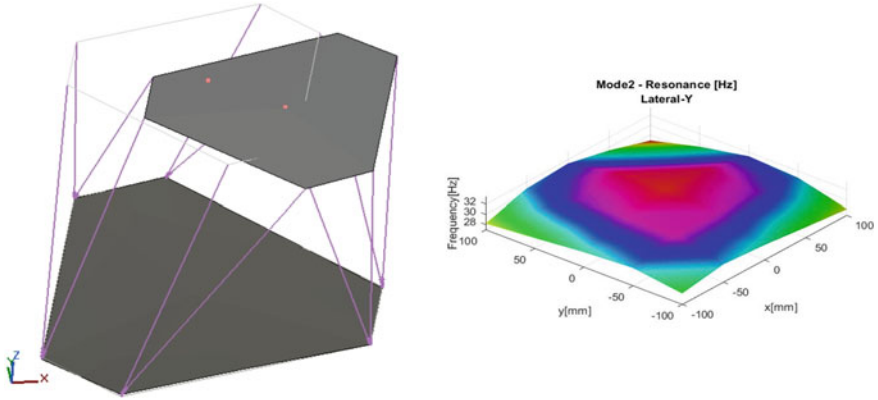 Mode2 - Resonance [Hz]
Lateral-Y
Frequency[Hz]
32
30
28
100
50
0
-50
-100
y[mm]
100
50
0
-50
-100
x[mm]
Z
Y
X